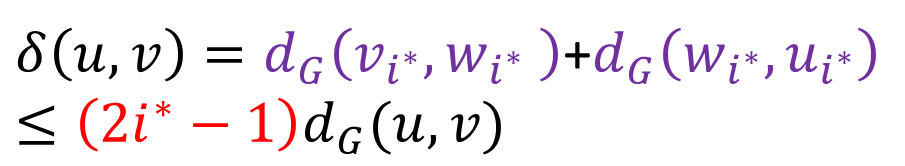 δ(u, v) = d_G(v_{i*}, w_{i*} )+d_G(w_{i*}, u_{i*})
≤ (2i* − 1)d_G(u, v)